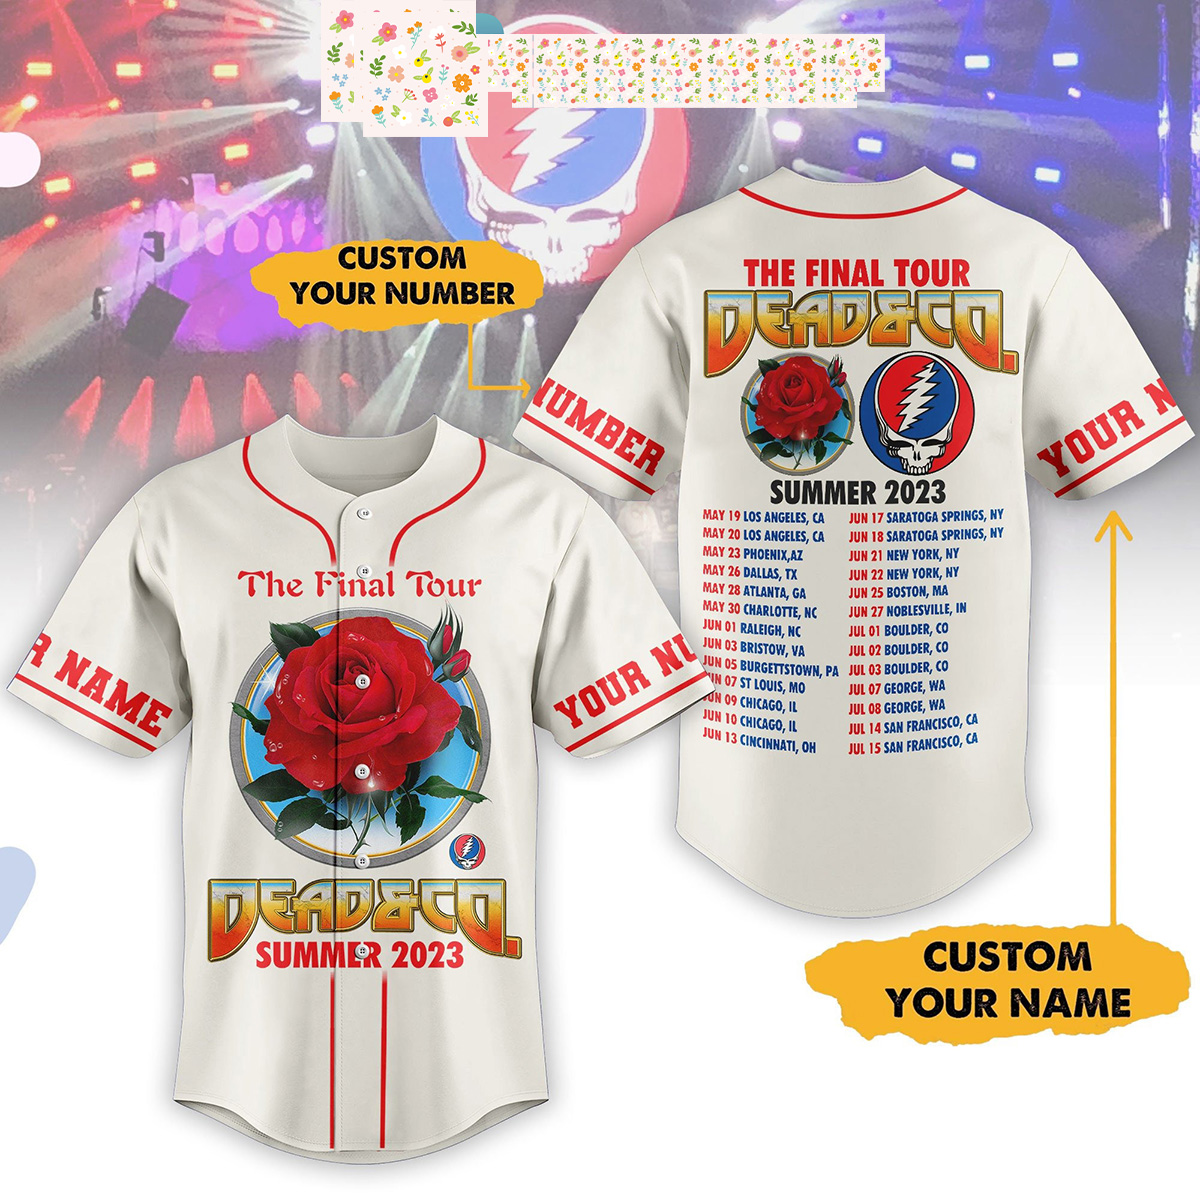 CUSTOM
YOUR NUMBER
THE FINAL TOUR
DEAD&CO.
SUMMER 2023
MAY 19 LOS ANGELES, CA
MAY 20 LOS ANGELES, CA
MAY 23 PHOENIX,AZ
MAY 26 DALLAS, TX
MAY 28 ATLANTA, GA
MAY 30 CHARLOTTE, NC
JUN 01 RALEIGH, NC
JUN 03 BRISTOW, VA
JUN 05 BURGETTSTOWN, PA
UN 07 ST LOUIS, MO
UN 09 CHICAGO, IL
JUN 10 CHICAGO, IL
JUN 13 CINCINNATI, OH
JUN 17 SARATOGA SPRINGS, NY
JUN 18 SARATOGA SPRINGS, NY
JUN 21 NEW YORK, NY
JUN 22 NEW YORK, NY
JUN 25 BOSTON, MA
JUN 27 NOBLESVILLE, IN
JUL 01 BOULDER, CO
JUL 02 BOULDER, CO
JUL 03 BOULDER, CO
JUL 07 GEORGE, WA
JUL 08 GEORGE, WA
JUL 14 SAN FRANCISCO, CA
JUL 15 SAN FRANCISCO, CA
NUMBER
YOUR N
The Final Tour
R NAME
YOUR NU
DEAD&CO.
SUMMER 2023
CUSTOM
YOUR NAME